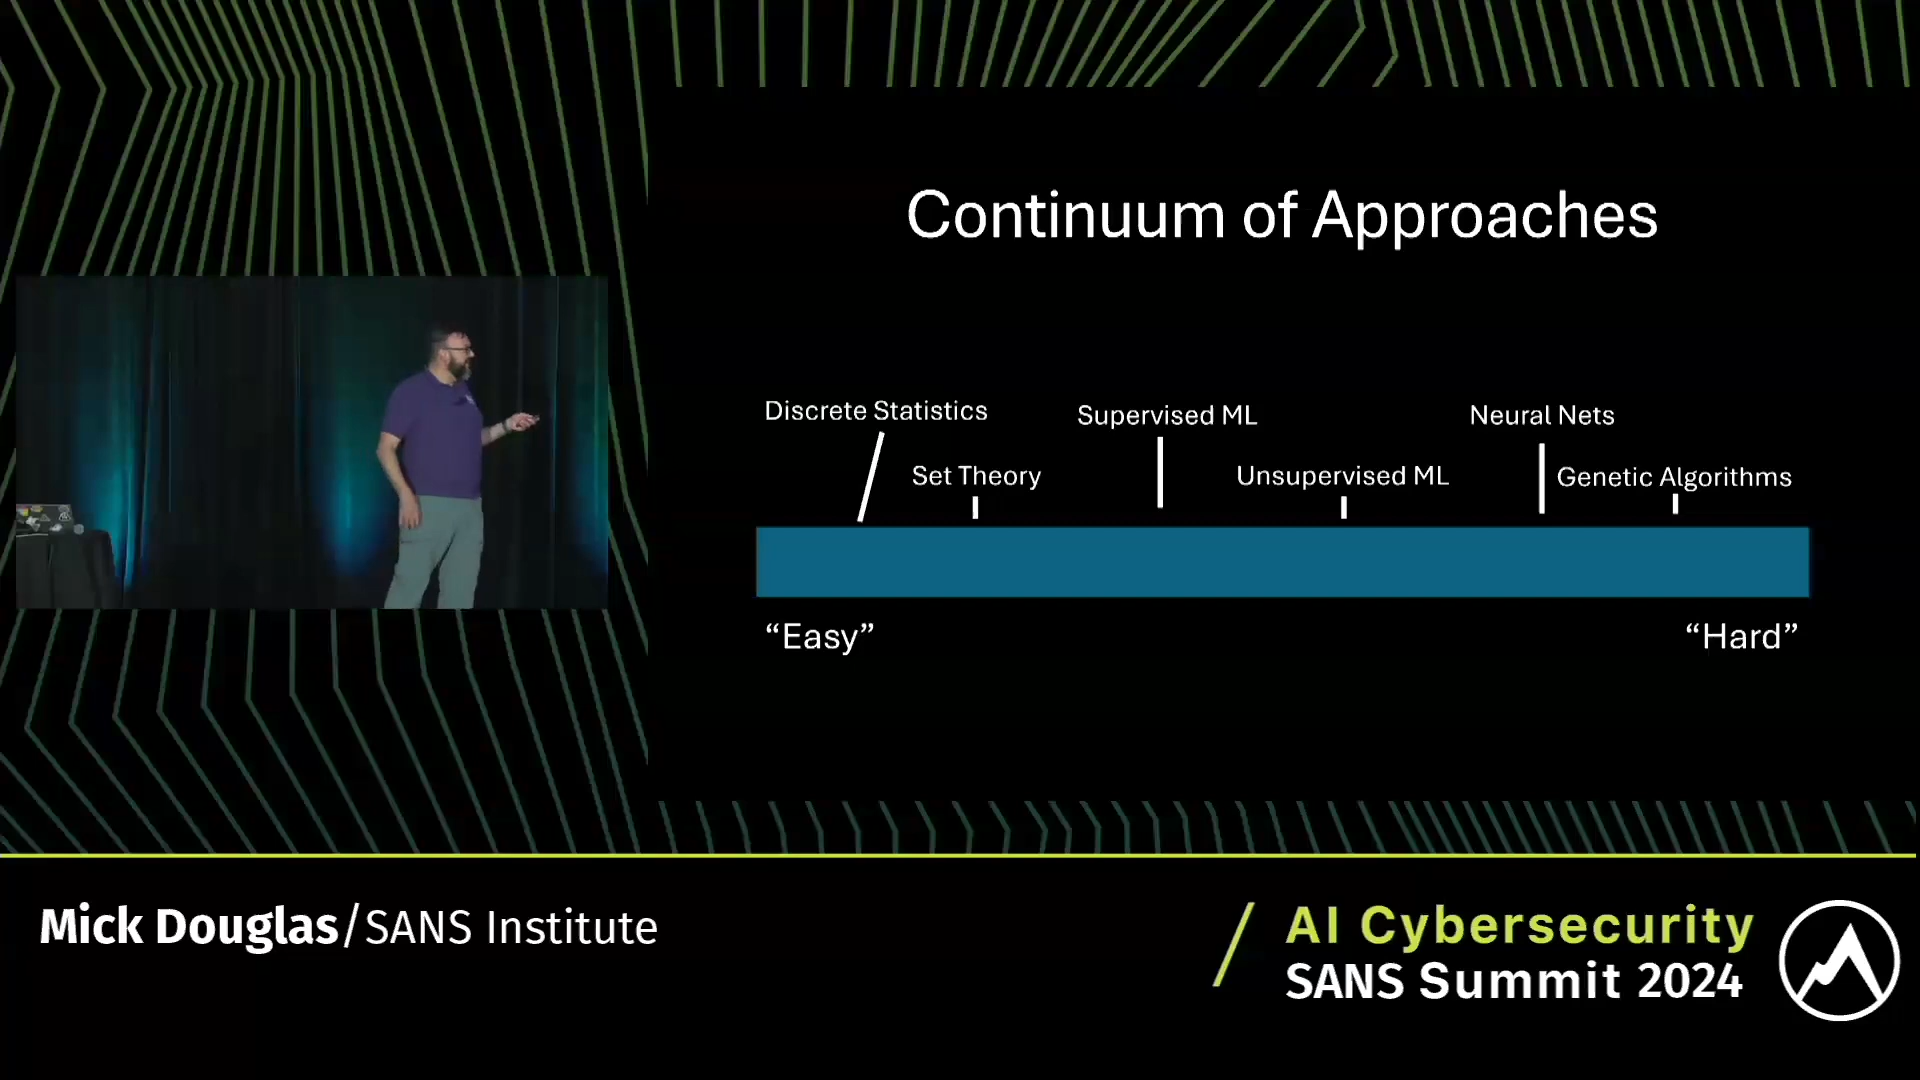 Continuum of Approaches
Discrete Statistics
Supervised ML
Neural Nets
Set Theory
Unsupervised ML
Genetic Algorithms
“Easy”
“Hard”
Mick Douglas/SANS Institute
AI Cybersecurity
SANS Summit 2024